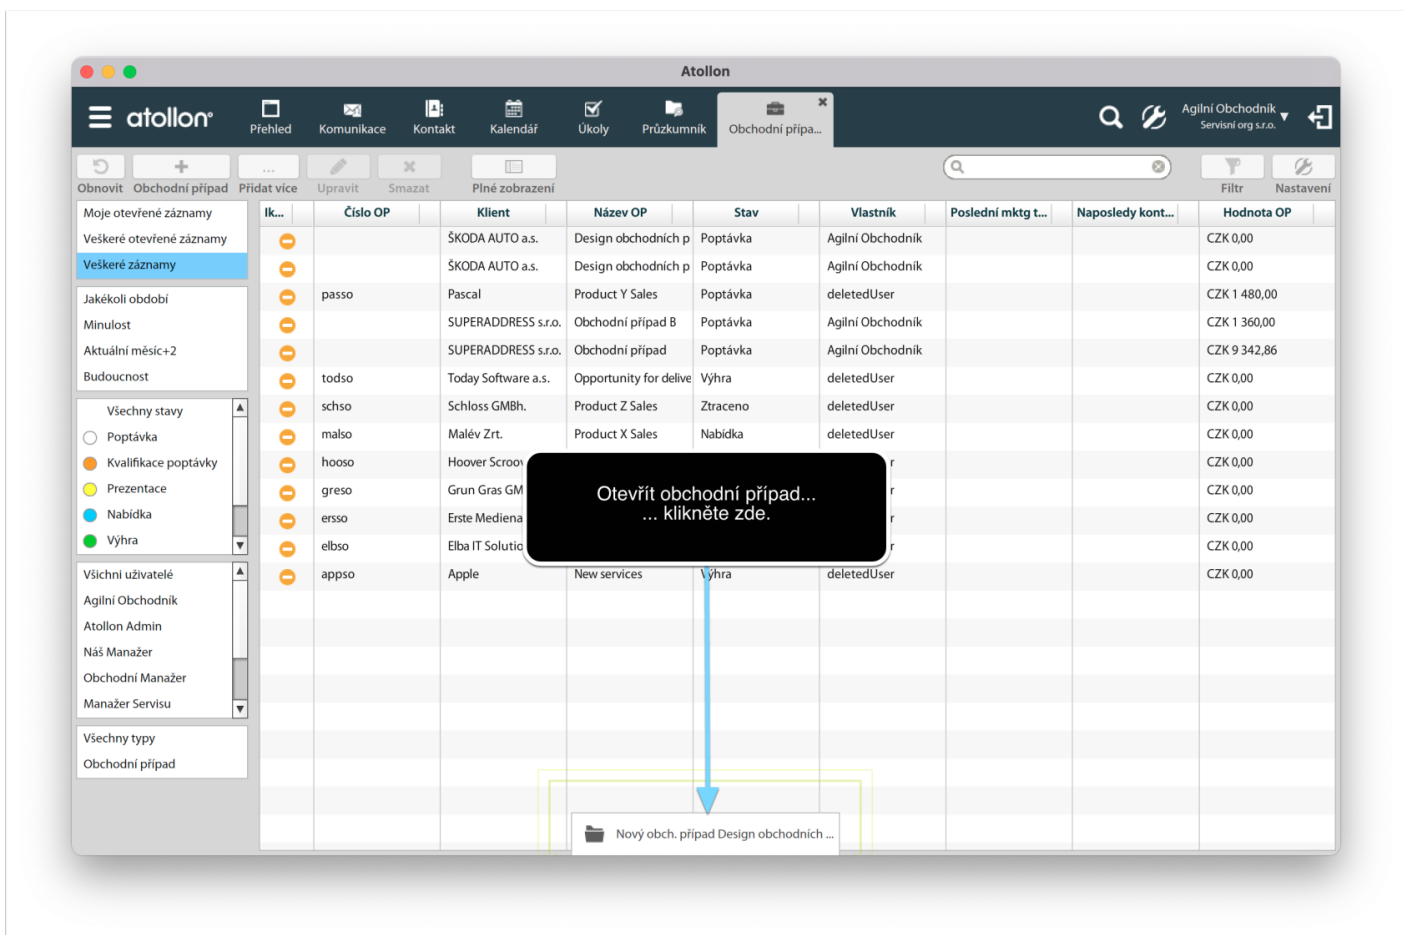 Atollon
atollon
Přehled
Komunikace
Kontakt
Kalendář
Úkoly
Průzkumník
Obchodní přípa...
Agilní Obchodník
Servisní org s.r.o.
Obnovit
Obchodní případ
Přidat více
Upravit
Smazat
Plné zobrazení
Filtr
Nastavení
Moje otevřené záznamy
Veškeré otevřené záznamy
Veškeré záznamy
Jakékoli období
Minulost
Aktuální měsíc+2
Budoucnost
Všechny stavy
Poptávka
Kvalifikace poptávky
Prezentace
Nabídka
Výhra
Všichni uživatelé
Agilní Obchodník
Atollon Admin
Náš Manažer
Obchodní Manažer
Manažer Servisu
Všechny typy
Obchodní případ
Ik... Číslo OP Klient Název OP Stav Vlastník Poslední mktg t... Naposledy kont... Hodnota OP
ŠKODA AUTO a.s. Design obchodních p Poptávka Agilní Obchodník CZK 0,00
ŠKODA AUTO a.s. Design obchodních p Poptávka Agilní Obchodník CZK 0,00
passo Pascal Product Y Sales Poptávka deletedUser CZK 1 480,00
SUPERADDRESS s.r.o. Obchodní případ B Poptávka Agilní Obchodník CZK 1 360,00
SUPERADDRESS s.r.o. Obchodní případ Poptávka Agilní Obchodník CZK 9 342,86
todso Today Software a.s. Opportunity for delive Výhra deletedUser CZK 0,00
schso Schloss GMBh. Product Z Sales Ztraceno deletedUser CZK 0,00
malso Malév Zrt. Product X Sales Nabídka deletedUser CZK 0,00
hooso Hoover Scroov r CZK 0,00
greso Grun Gras GM r CZK 0,00
ersso Erste Mediena r CZK 0,00
elbso Elba IT Solutio r CZK 0,00
appso Apple New services Výhra deletedUser CZK 0,00
Otevřít obchodní případ...
... klikněte zde.
Nový obch. případ Design obchodních ...